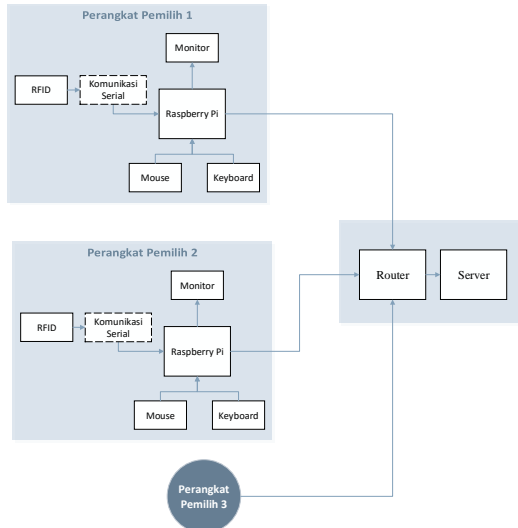 Perangkat Pemilih 1
Monitor
RFID
Komunikasi
Serial
Raspberry Pi
Mouse
Keyboard
Perangkat Pemilih 2
Monitor
RFID
Komunikasi
Serial
Raspberry Pi
Mouse
Keyboard
Router
Server
Perangkat
Pemilih 3